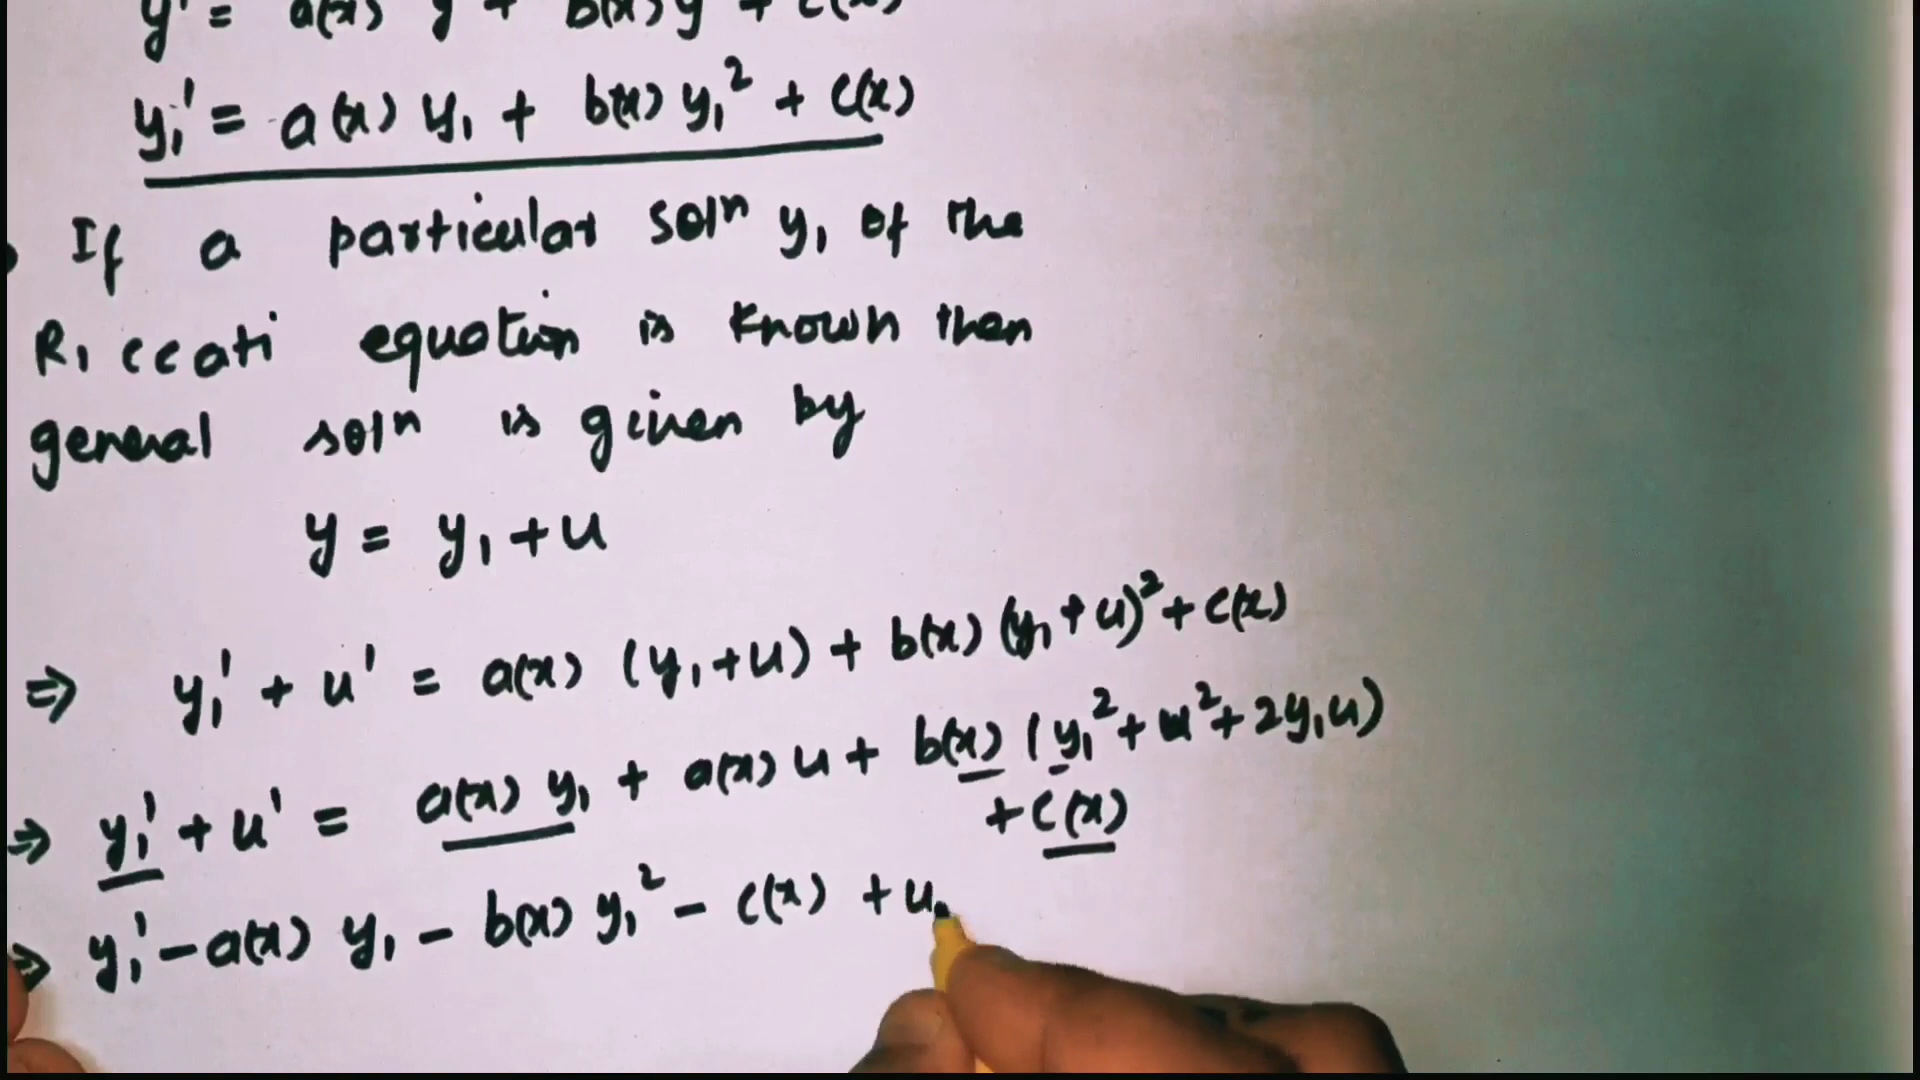 y' = a(x) y + b(x) y + c(x)
y₁' = a(x) y₁ + b(x) y₁² + c(x)
If a particular solⁿ y₁ of the
Riccati equation is known then
general solⁿ is given by
y = y₁ + u
⇒ y₁' + u' = a(x) (y₁+u) + b(x) (y₁+u)² + c(x)
⇒ y₁' + u' = a(x) y₁ + a(x) u + b(x) (y₁² + u² + 2y₁u)
+ c(x)
⇒ y₁' - a(x) y₁ - b(x) y₁² - c(x) + u